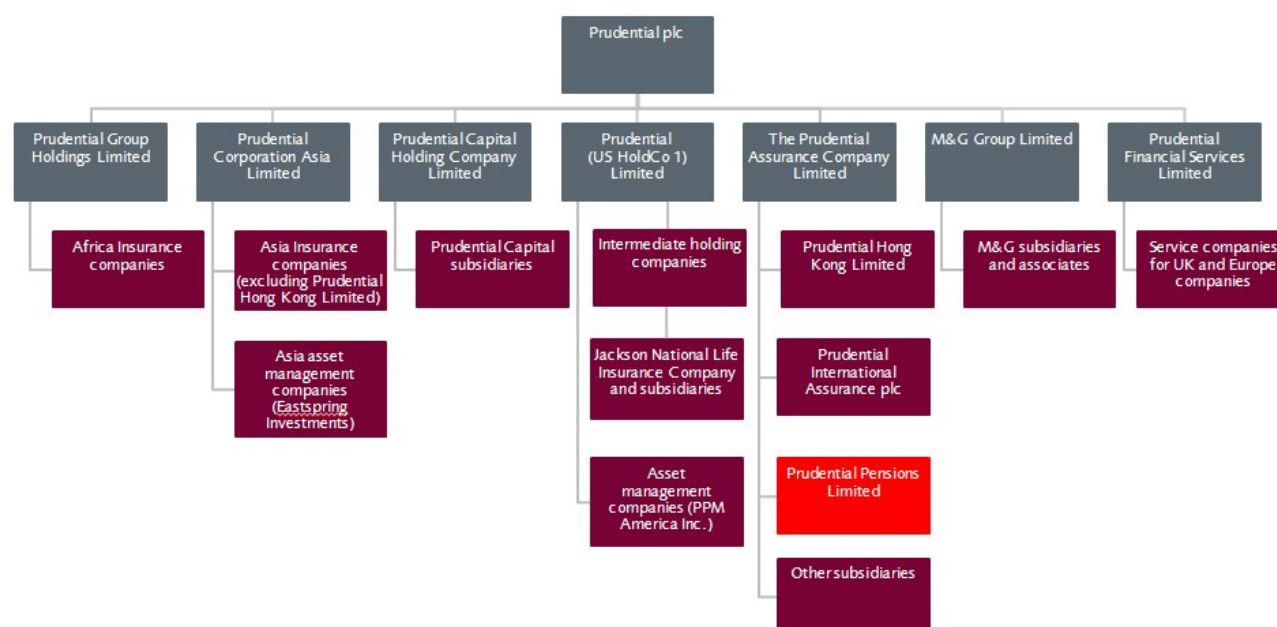 Prudential plc
Prudential Group
Holdings Limited
Prudential
Corporation Asia
Limited
Prudential Capital
Holding Company
Limited
Prudential
(US HoldCo 1)
Limited
The Prudential
Assurance Company
Limited
M&G Group Limited
Prudential
Financial Services
Limited
Africa Insurance
companies
Asia Insurance
companies
(excluding Prudential
Hong Kong Limited)
Prudential Capital
subsidiaries
Intermediate holding
companies
Prudential Hong
Kong Limited
M&G subsidiaries
and associates
Service companies
for UK and Europe
companies
Asia asset
management
companies
(Eastspring
Investments)
Jackson National Life
Insurance Company
and subsidiaries
Prudential
International
Assurance plc
Asset
management
companies (PPM
America Inc.)
Prudential Pensions
Limited
Other subsidiaries